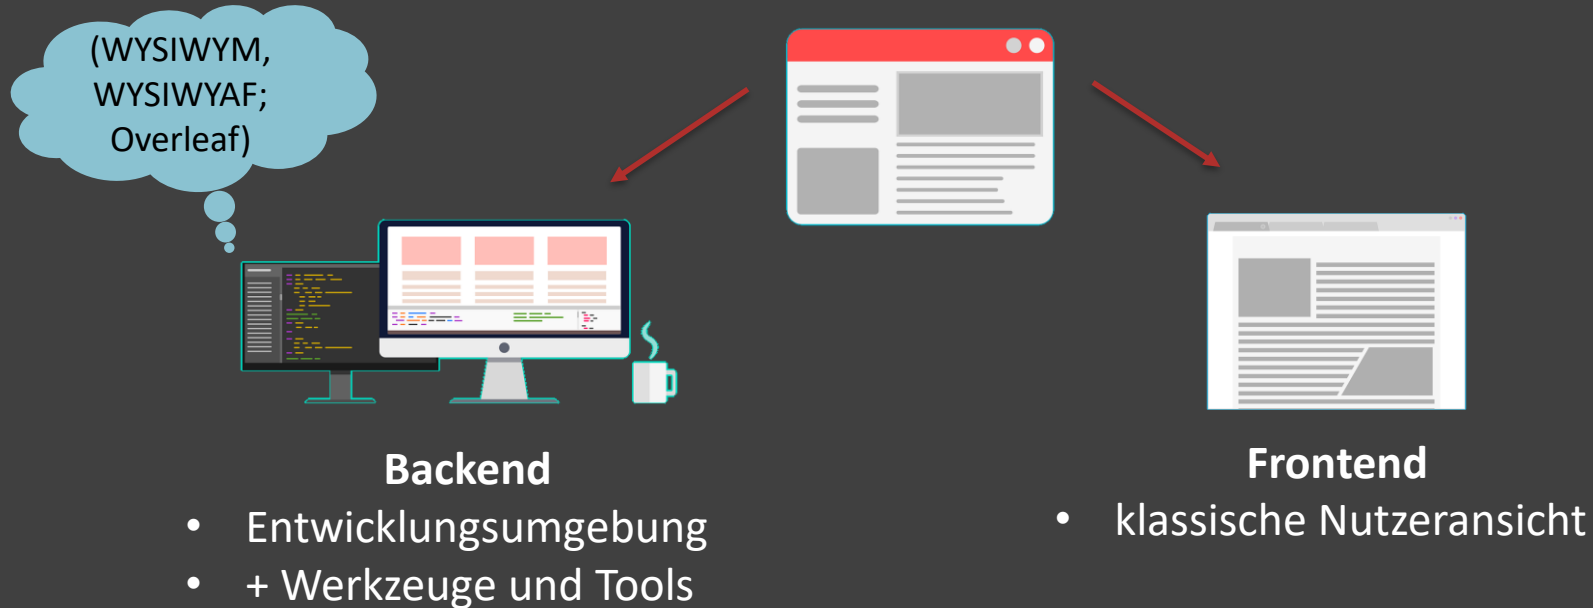 (WYSIWYM,
WYSIWYAF;
Overleaf)
Backend
• Entwicklungsumgebung
• + Werkzeuge und Tools
Frontend
• klassische Nutzeransicht